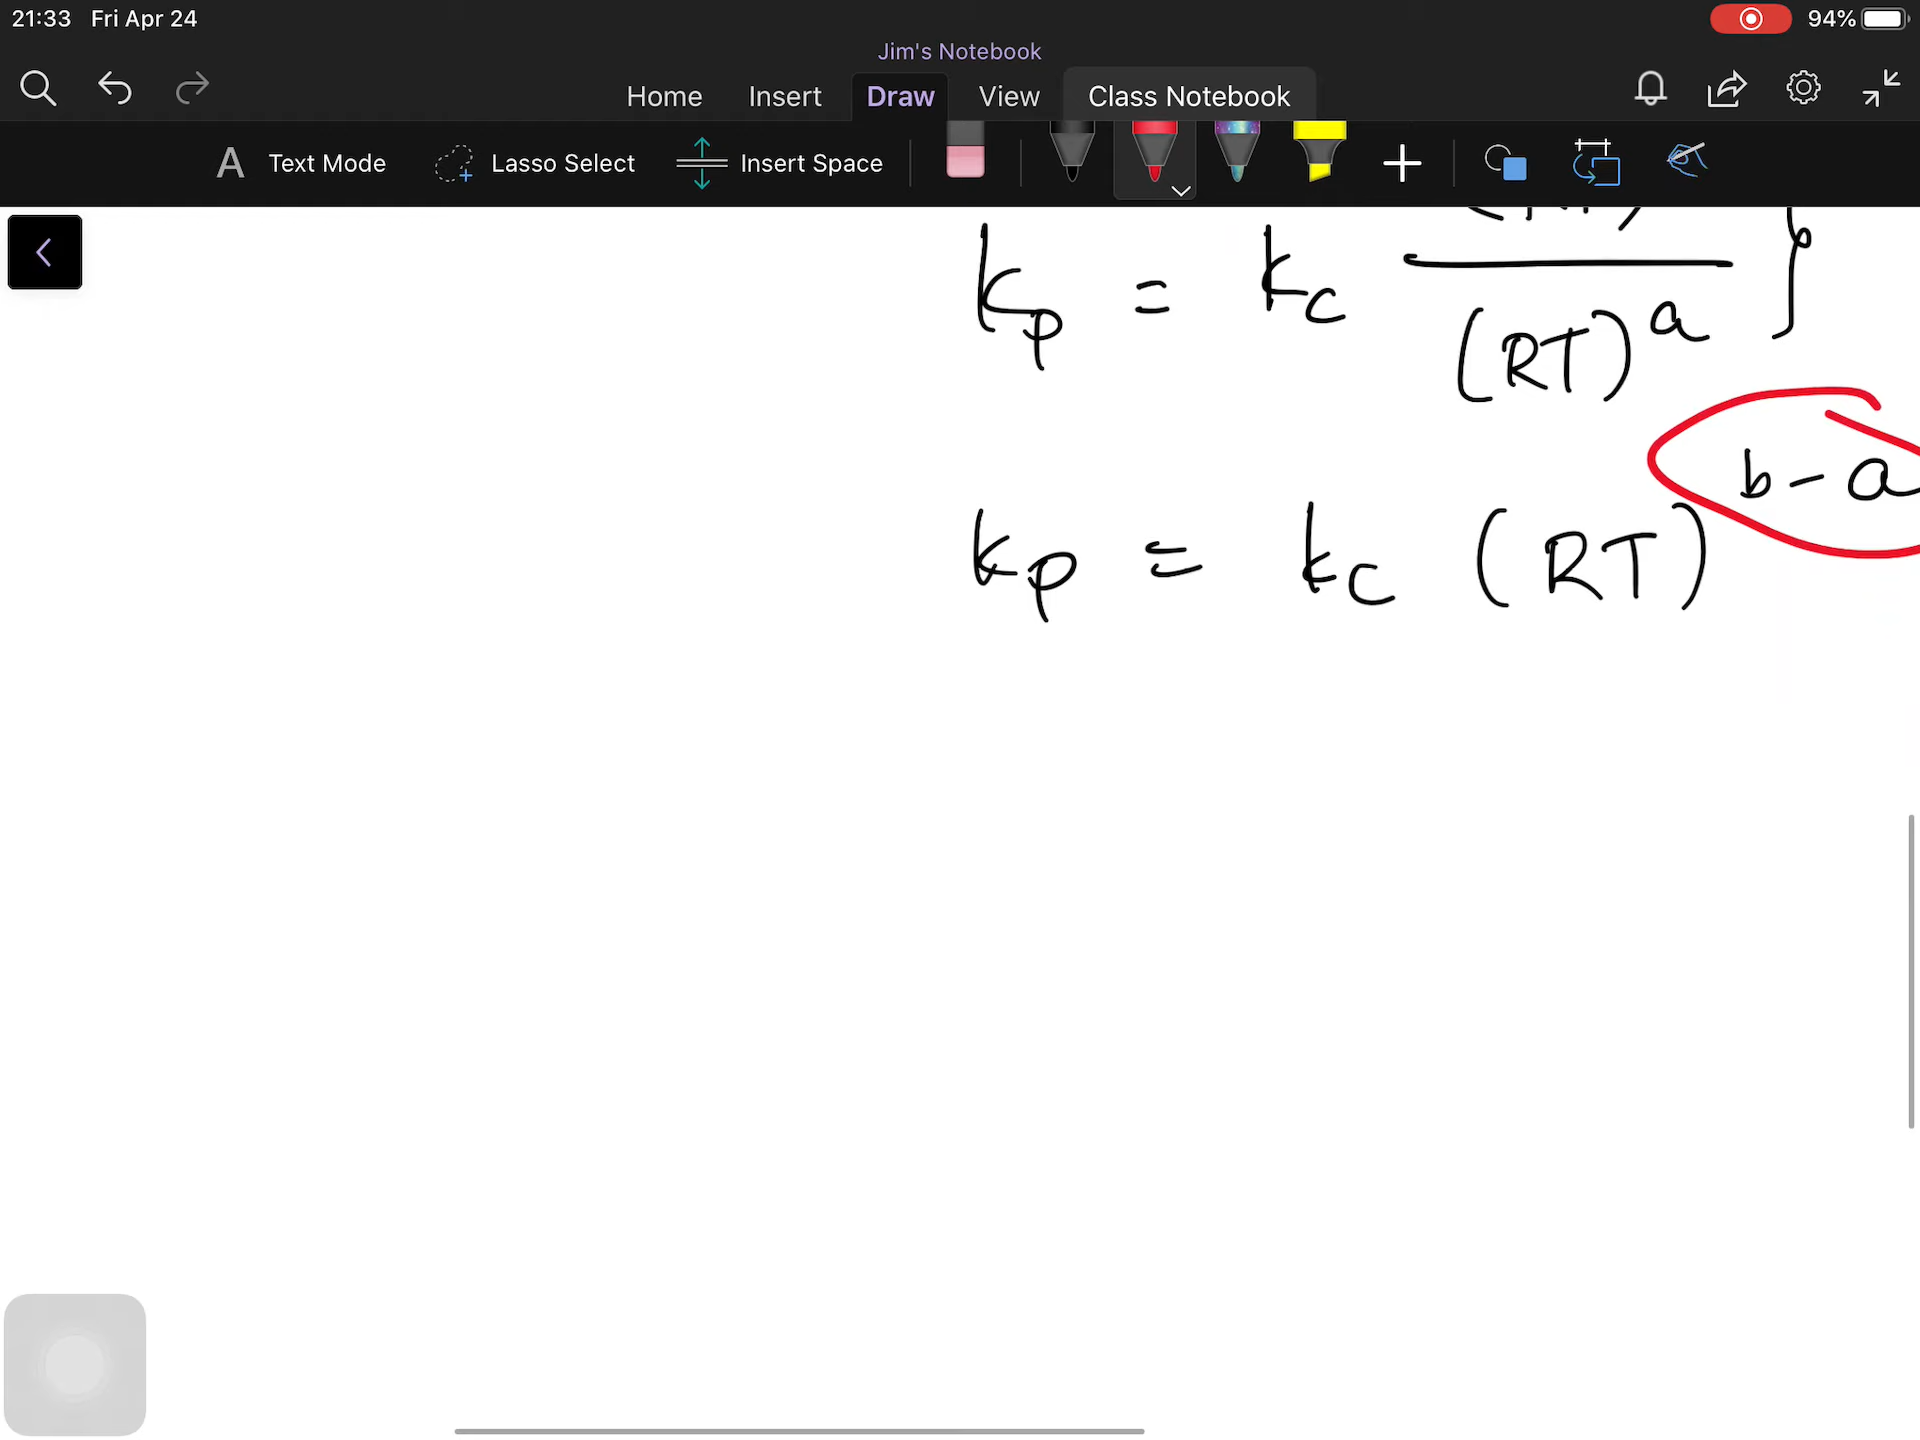 21:33 Fri Apr 24 94%
Jim's Notebook
Home Insert Draw View Class Notebook
A Text Mode Lasso Select Insert Space
kp = kc
(RT)^a
b - a
kp = kc (RT)